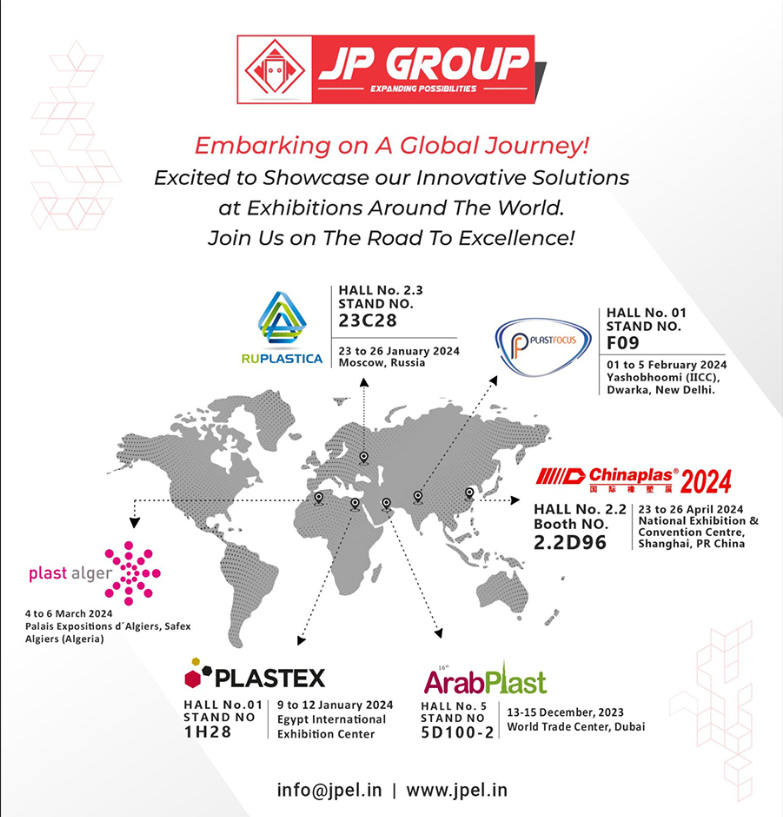 JP GROUP
EXPANDING POSSIBILITIES
Embarking on A Global Journey!
Excited to Showcase our Innovative Solutions
at Exhibitions Around The World.
Join Us on The Road To Excellence!
RUPLASTICA
HALL No. 2.3
STAND NO.
23C28
23 to 26 January 2024
Moscow, Russia
PLASTFOCUS
HALL No. 01
STAND NO.
F09
01 to 5 February 2024
Yashobhoomi (IICC),
Dwarka, New Delhi.
Chinaplas® 2024
国际橡塑展
HALL No. 2.2
Booth NO.
2.2D96
23 to 26 April 2024
National Exhibition &
Convention Centre,
Shanghai, PR China
plast alger
4 to 6 March 2024
Palais Expositions d´Algiers, Safex
Algiers (Algeria)
PLASTEX
HALL No.01
STAND NO
1H28
9 to 12 January 2024
Egypt International
Exhibition Center
16th
ArabPlast
HALL No. 5
STAND NO
5D100-2
13-15 December, 2023
World Trade Center, Dubai
info@jpel.in | www.jpel.in